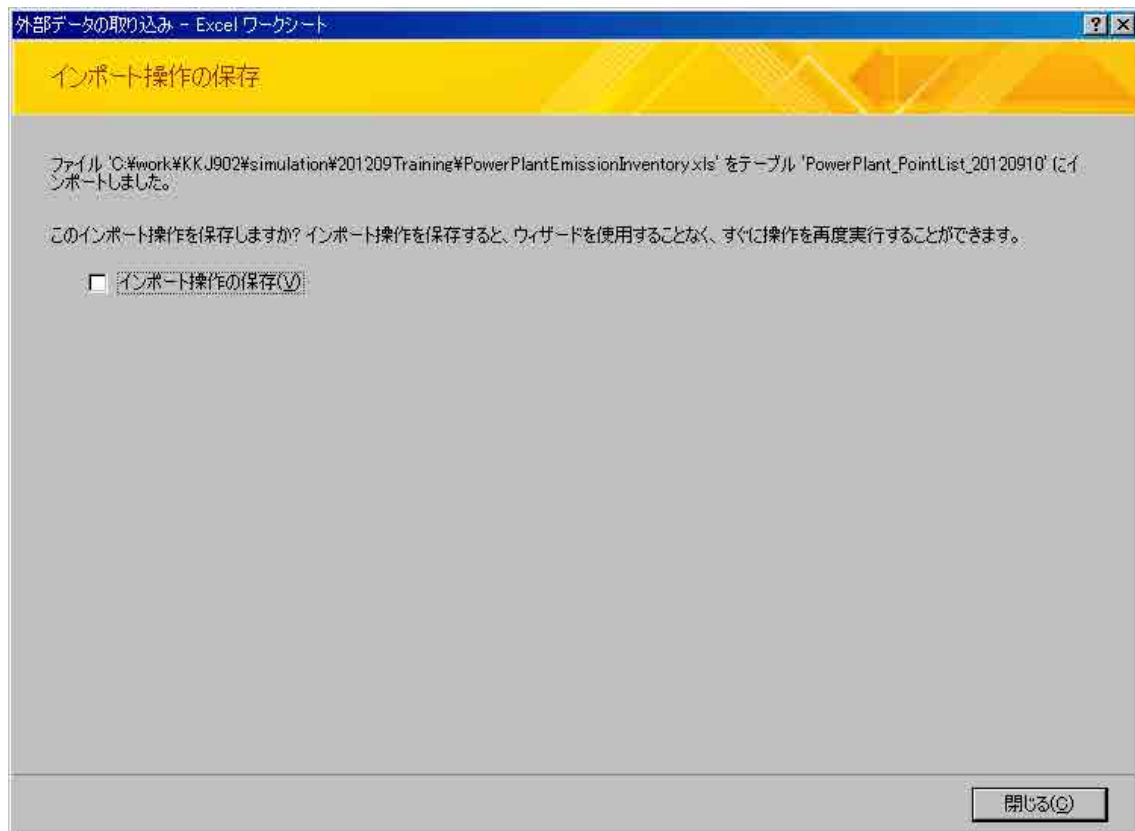 外部データの取り込み - Excel ワークシート
インポート操作の保存
ファイル 'C:¥work¥KKJ902¥simulation¥201209Training¥PowerPlantEmissionInventory.xls' をテーブル 'PowerPlant_PointList_20120910' にイ
ンポートしました。
このインポート操作を保存しますか? インポート操作を保存すると、ウィザードを使用することなく、すぐに操作を再度実行することができます。
インポート操作の保存(V)
閉じる(C)